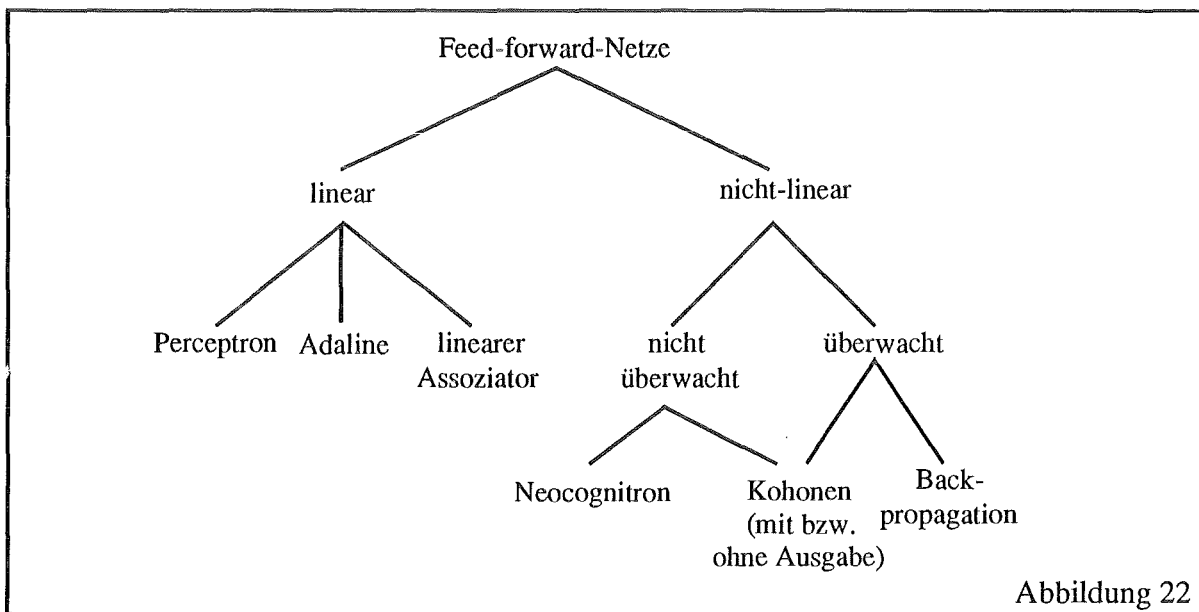 Feed-forward-Netze
linear
nicht-linear
Perceptron
Adaline
linearer
Assoziator
nicht
überwacht
überwacht
Neocognitron
Kohonen
(mit bzw.
ohne Ausgabe)
Back-
propagation
Abbildung 22